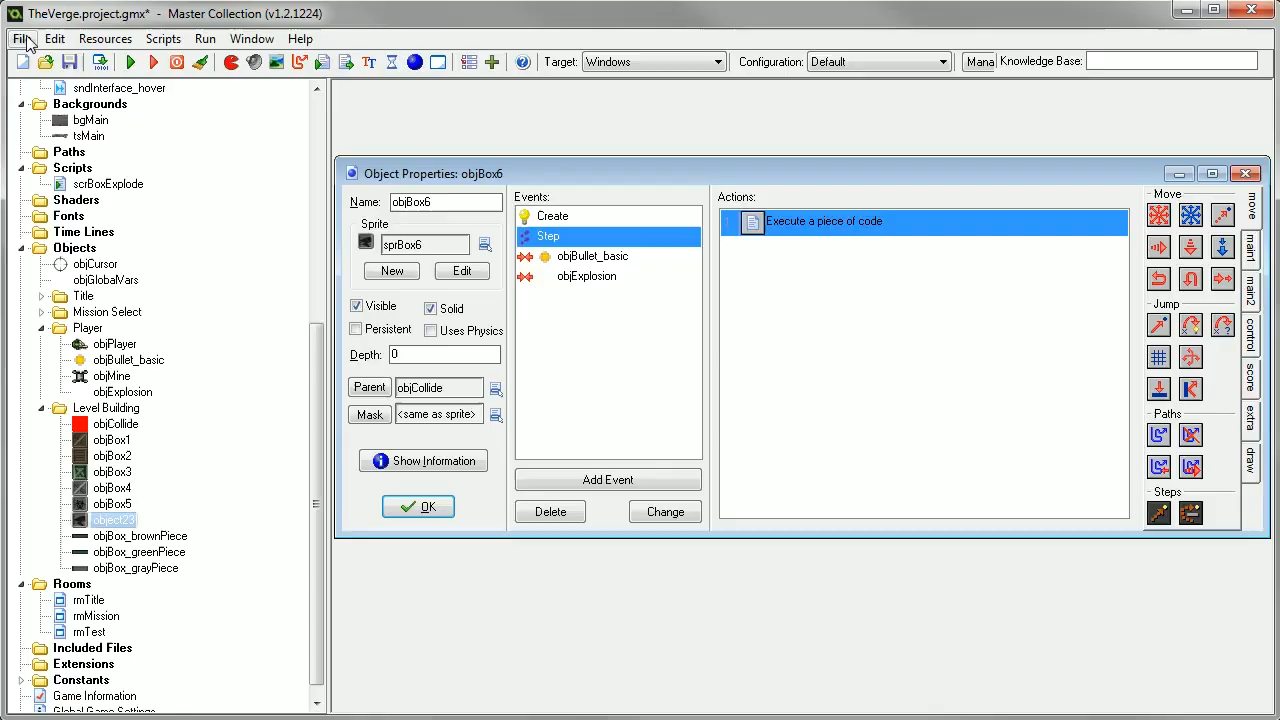 TheVerge.project.gmx* - Master Collection (v1.2.1224)
File Edit Resources Scripts Run Window Help
Target: Windows Configuration: Default Mana Knowledge Base:
sndInterface_hover
Backgrounds
bgMain
tsMain
Paths
Scripts
scrBoxExplode
Shaders
Fonts
Time Lines
Objects
objCursor
objGlobalVars
Title
Mission Select
Player
objPlayer
objBullet_basic
objMine
objExplosion
Level Building
objCollide
objBox1
objBox2
objBox3
objBox4
objBox5
object23
objBox_brownPiece
objBox_greenPiece
objBox_grayPiece
Rooms
rmTitle
rmMission
rmTest
Included Files
Extensions
Constants
Game Information
Global Game Settings
Object Properties: objBox6
Name: objBox6
Sprite
sprBox6
New Edit
Visible Solid
Persistent Uses Physics
Depth: 0
Parent objCollide
Mask <same as sprite>
Show Information
OK
Events:
Create
Step
objBullet_basic
objExplosion
Add Event
Delete Change
Actions:
Execute a piece of code
Move
Jump
Paths
Steps
move
main1
main2
control
score
extra
draw